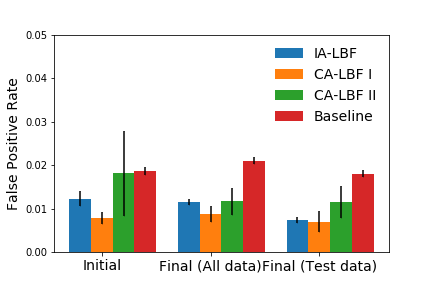 0.05
0.04
0.03
0.02
0.01
0.00
False Positive Rate
IA-LBF
CA-LBF I
CA-LBF II
Baseline
Initial
Final (All data)
Final (Test data)